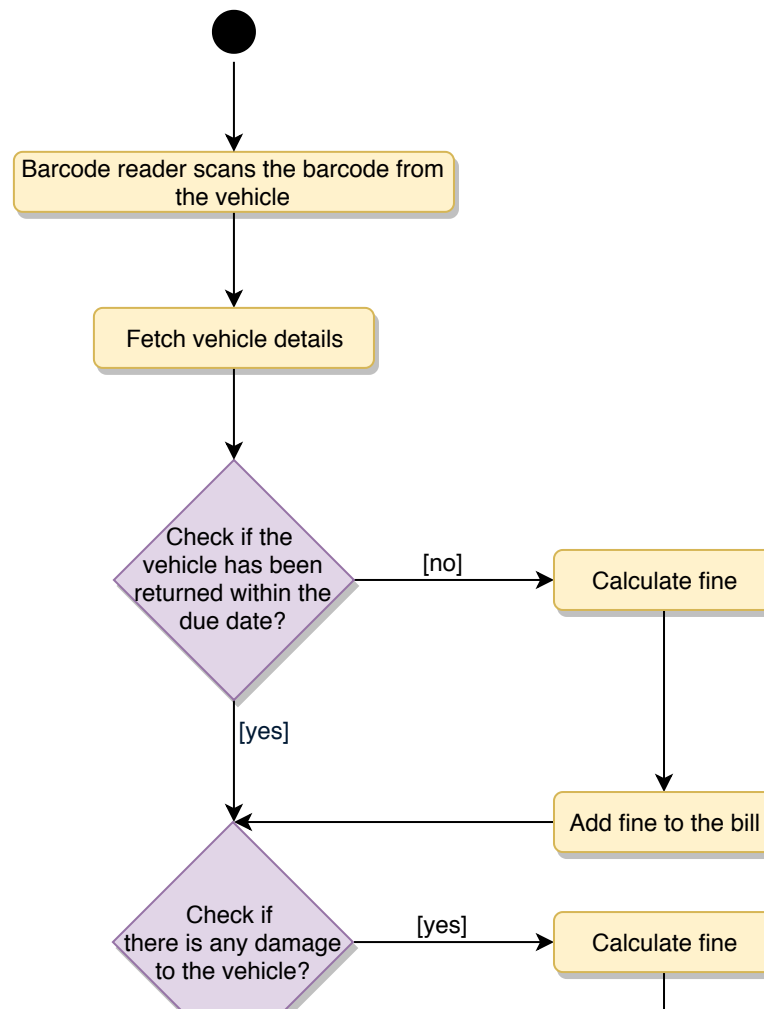 Barcode reader scans the barcode from
the vehicle
Fetch vehicle details
Check if the
vehicle has been
returned within the
due date?
[no]
Calculate fine
[yes]
Add fine to the bill
Check if
there is any damage
to the vehicle?
[yes]
Calculate fine